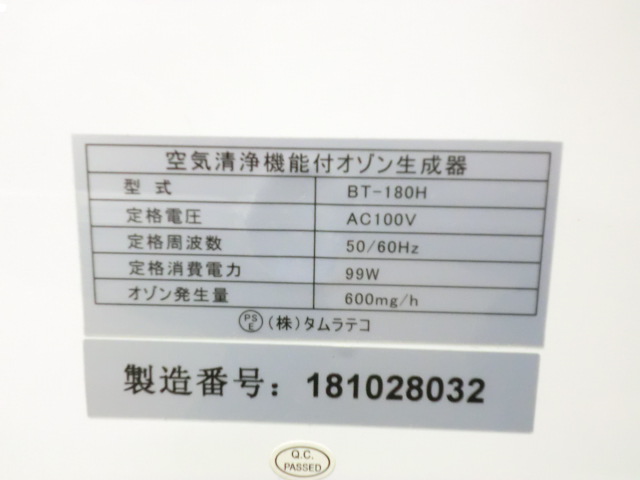 空気清浄機能付オゾン生成器
型式 BT-180H
定格電圧 AC100V
定格周波数 50/60Hz
定格消費電力 99W
オゾン発生量 600mg/h
PSE (株)タムラテコ
製造番号: 181028032
Q.C.
PASSED